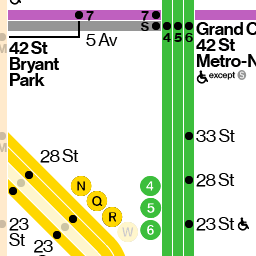 7
7
S
5 Av
4 5 6
Grand C
42 St
Metro-N
except S
42 St
Bryant
Park
M
33 St
M
28 St
28 St
N
Q
R
W
4
5
6
23
St
23
23 St